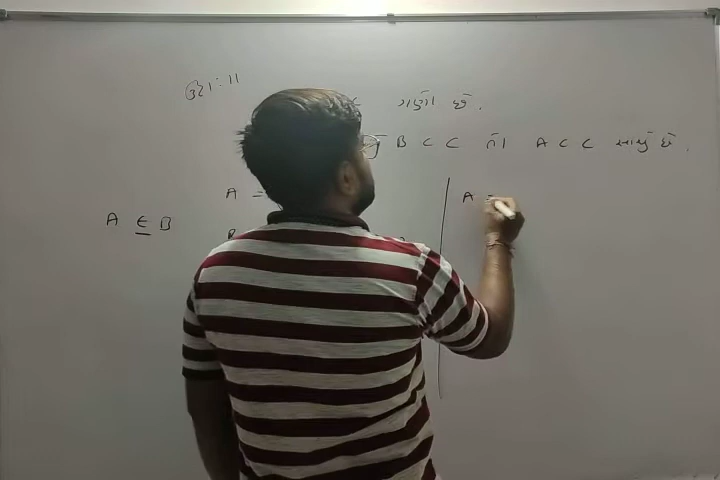 ઉદા : 11
ગણો છે.
B ⊂ C તો A ⊂ C સાચું છે.
A =
A ∈ B
A =